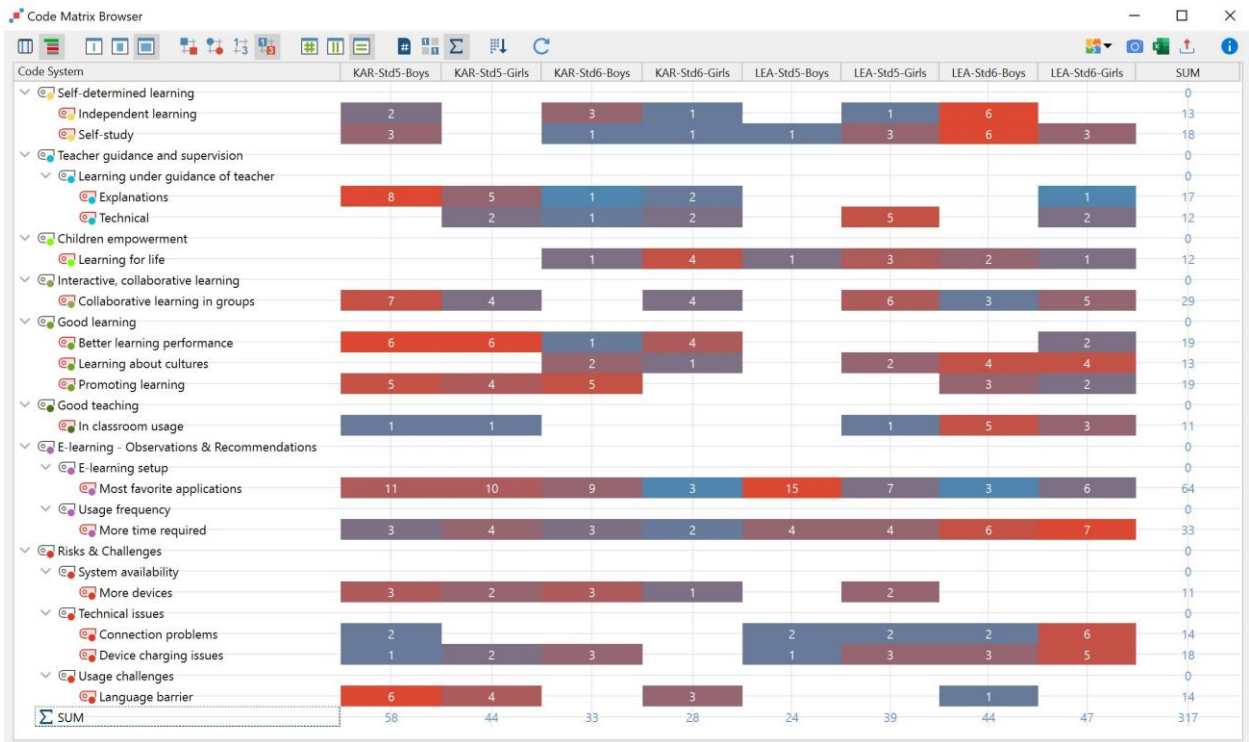 Code Matrix Browser
Code System KAR-Std5-Boys KAR-Std5-Girls KAR-Std6-Boys KAR-Std6-Girls LEA-Std5-Boys LEA-Std5-Girls LEA-Std6-Boys LEA-Std6-Girls SUM
Self-determined learning 0
Independent learning 2 3 1 1 6 13
Self-study 3 1 1 1 3 6 3 18
Teacher guidance and supervision 0
Learning under guidance of teacher 0
Explanations 8 5 1 2 1 17
Technical 2 1 2 5 2 12
Children empowerment 0
Learning for life 1 4 1 3 2 1 12
Interactive, collaborative learning 0
Collaborative learning in groups 7 4 4 6 3 5 29
Good learning 0
Better learning performance 6 6 1 4 2 19
Learning about cultures 2 1 2 4 4 13
Promoting learning 5 4 5 3 2 19
Good teaching 0
In classroom usage 1 1 1 5 3 11
E-learning - Observations & Recommendations 0
E-learning setup 0
Most favorite applications 11 10 9 3 15 7 3 6 64
Usage frequency 0
More time required 3 4 3 2 4 4 6 7 33
Risks & Challenges 0
System availability 0
More devices 3 2 3 1 2 11
Technical issues 0
Connection problems 2 2 2 2 6 14
Device charging issues 1 2 3 1 3 3 5 18
Usage challenges 0
Language barrier 6 4 3 1 14
Σ SUM 58 44 33 28 24 39 44 47 317